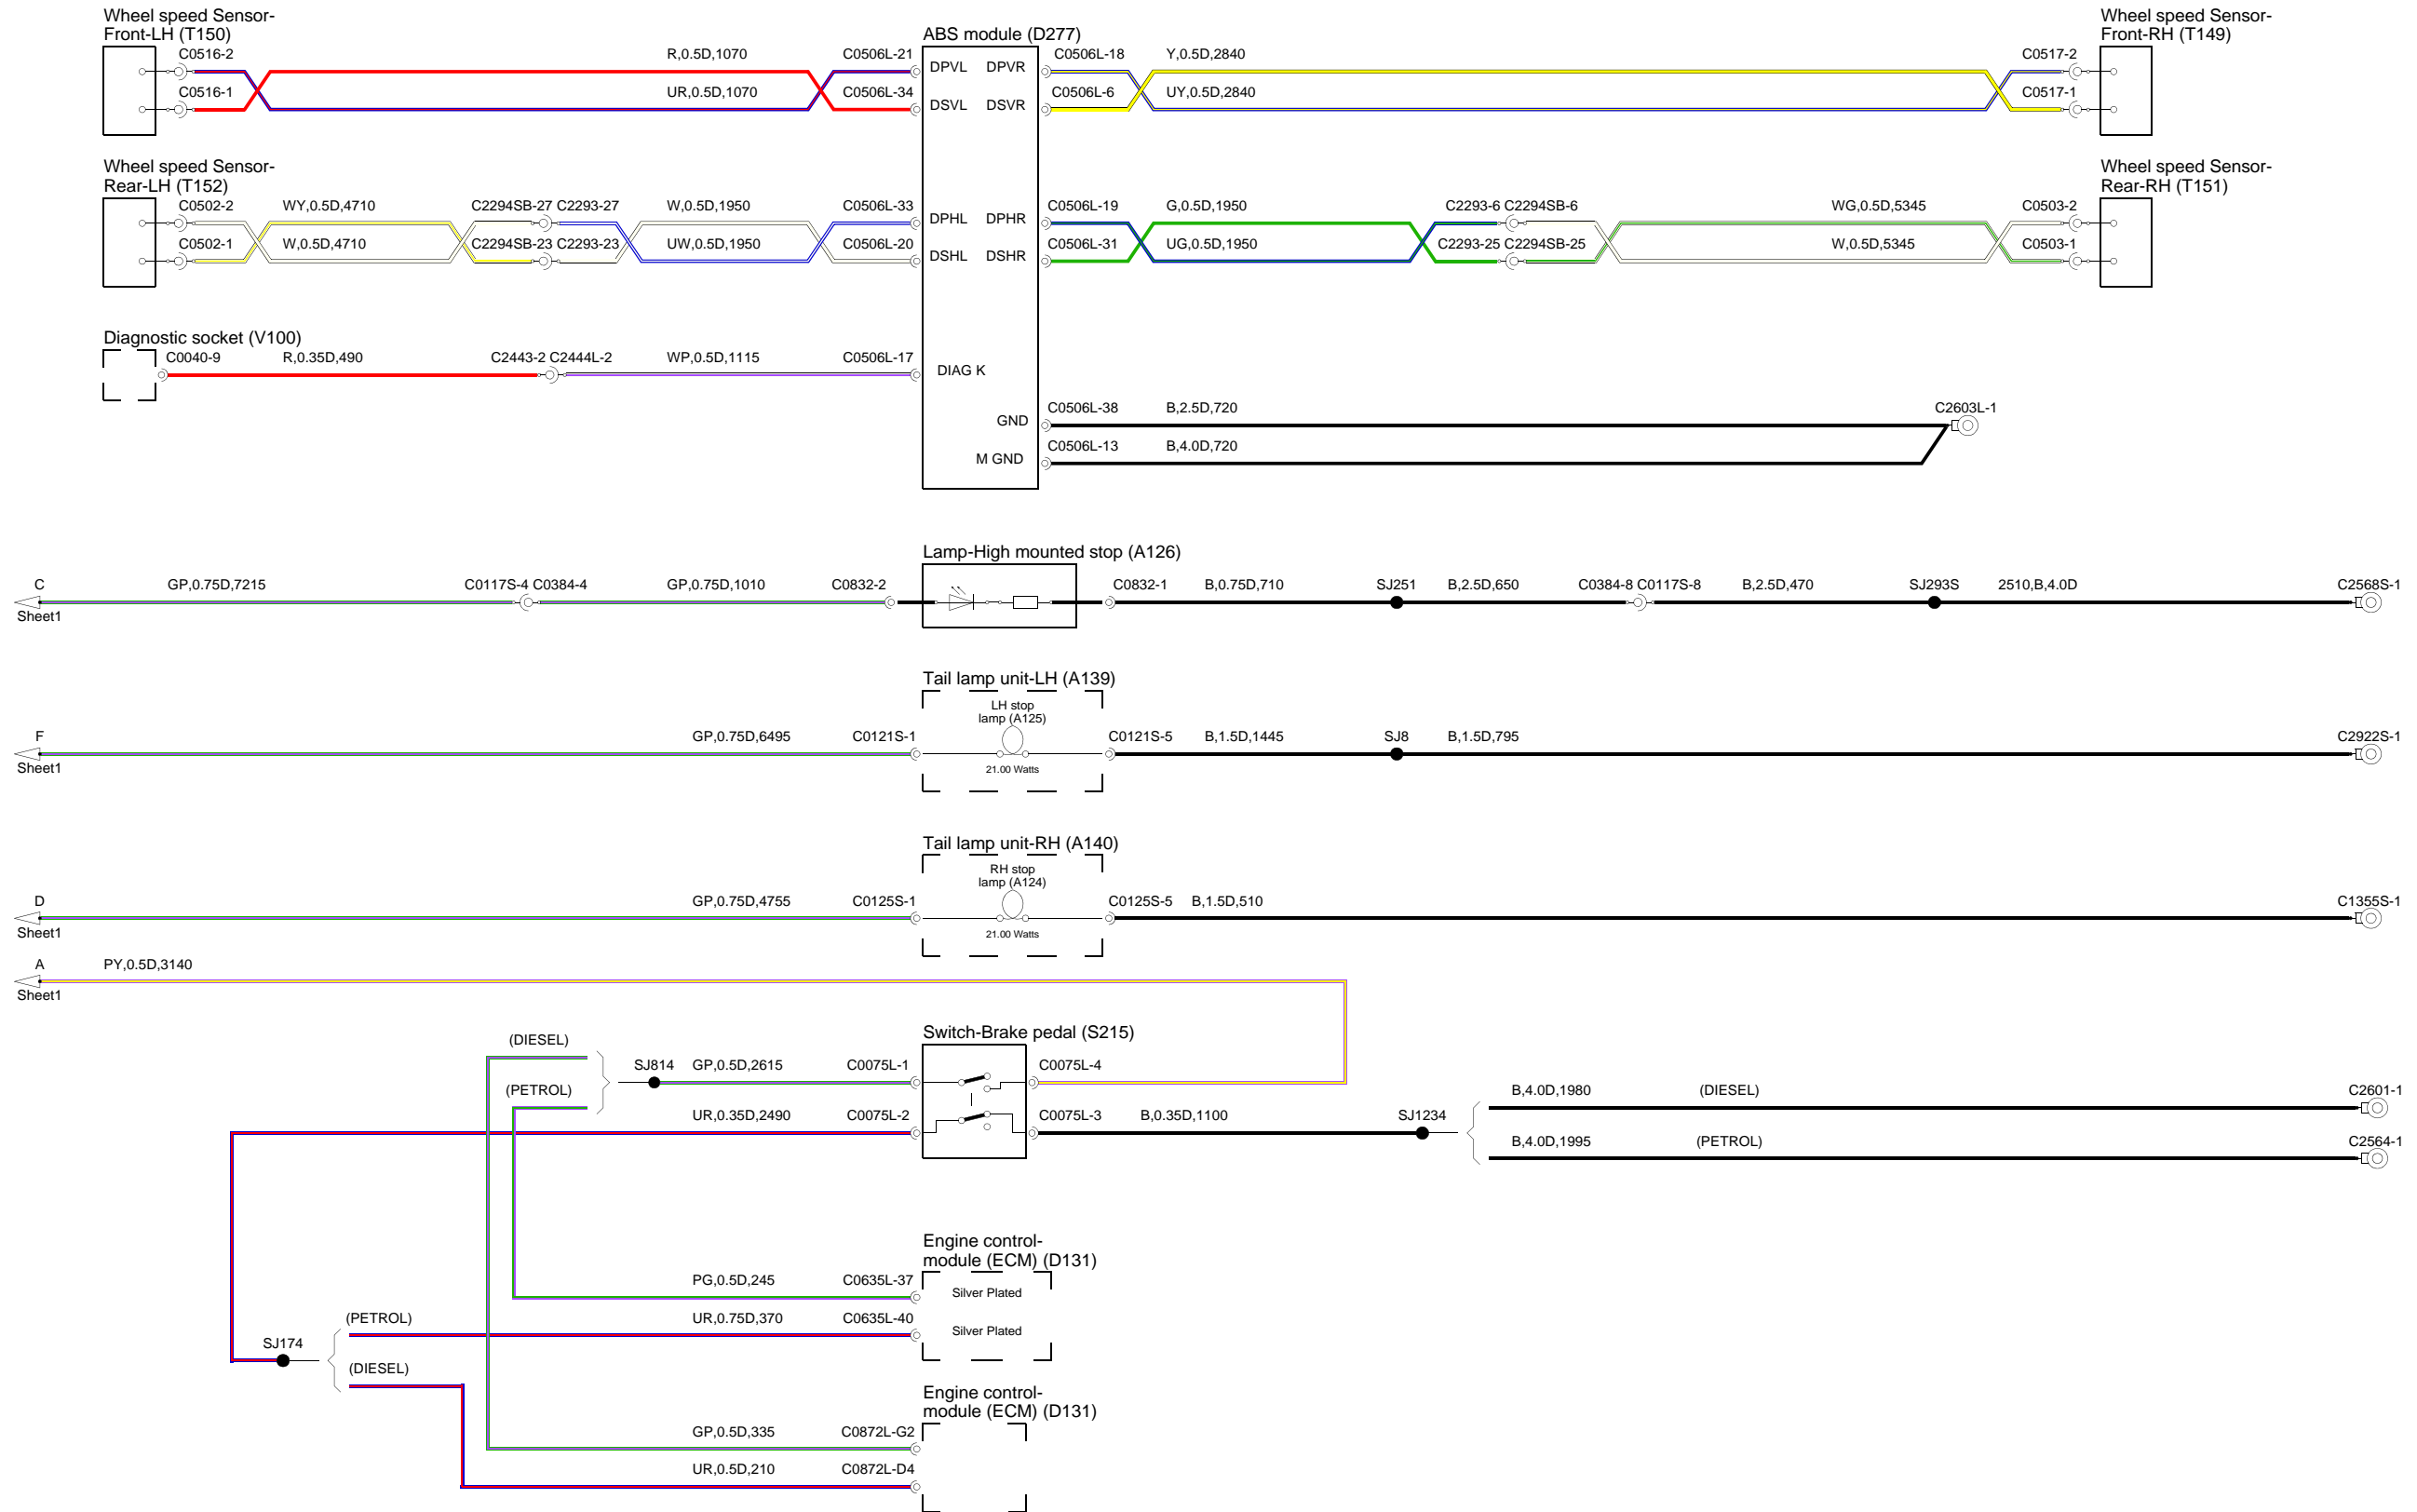 Wheel speed Sensor-
Front-LH (T150)
C0516-2
R,0.5D,1070
C0506L-21
C0516-1
UR,0.5D,1070
C0506L-34
ABS module (D277)
DPVL DPVR
DSVL DSVR
C0506L-18
Y,0.5D,2840
C0517-2
C0506L-6
UY,0.5D,2840
C0517-1
Wheel speed Sensor-
Front-RH (T149)
Wheel speed Sensor-
Rear-LH (T152)
C0502-2
WY,0.5D,4710
C2294SB-27 C2293-27
W,0.5D,1950
C0506L-33
C0502-1
W,0.5D,4710
C2294SB-23 C2293-23
UW,0.5D,1950
C0506L-20
DPHL DPHR
DSHL DSHR
C0506L-19
G,0.5D,1950
C2293-6 C2294SB-6
WG,0.5D,5345
C0503-2
C0506L-31
UG,0.5D,1950
C2293-25 C2294SB-25
W,0.5D,5345
C0503-1
Wheel speed Sensor-
Rear-RH (T151)
Diagnostic socket (V100)
C0040-9
R,0.35D,490
C2443-2 C2444L-2
WP,0.5D,1115
C0506L-17
DIAG K
GND
C0506L-38
B,2.5D,720
C2603L-1
M GND
C0506L-13
B,4.0D,720
Lamp-High mounted stop (A126)
C
Sheet1
GP,0.75D,7215
C0117S-4 C0384-4
GP,0.75D,1010
C0832-2
C0832-1
B,0.75D,710
SJ251
B,2.5D,650
C0384-8 C0117S-8
B,2.5D,470
SJ293S
2510,B,4.0D
C2568S-1
Tail lamp unit-LH (A139)
LH stop
lamp (A125)
21.00 Watts
F
Sheet1
GP,0.75D,6495
C0121S-1
C0121S-5
B,1.5D,1445
SJ8
B,1.5D,795
C2922S-1
Tail lamp unit-RH (A140)
RH stop
lamp (A124)
21.00 Watts
D
Sheet1
GP,0.75D,4755
C0125S-1
C0125S-5
B,1.5D,510
C1355S-1
A
Sheet1
PY,0.5D,3140
Switch-Brake pedal (S215)
(DIESEL)
(PETROL)
SJ814
GP,0.5D,2615
C0075L-1
C0075L-4
UR,0.35D,2490
C0075L-2
C0075L-3
B,0.35D,1100
SJ1234
B,4.0D,1980
(DIESEL)
C2601-1
B,4.0D,1995
(PETROL)
C2564-1
Engine control-
module (ECM) (D131)
PG,0.5D,245
C0635L-37
Silver Plated
UR,0.75D,370
C0635L-40
Silver Plated
SJ174
(PETROL)
(DIESEL)
Engine control-
module (ECM) (D131)
GP,0.5D,335
C0872L-G2
UR,0.5D,210
C0872L-D4